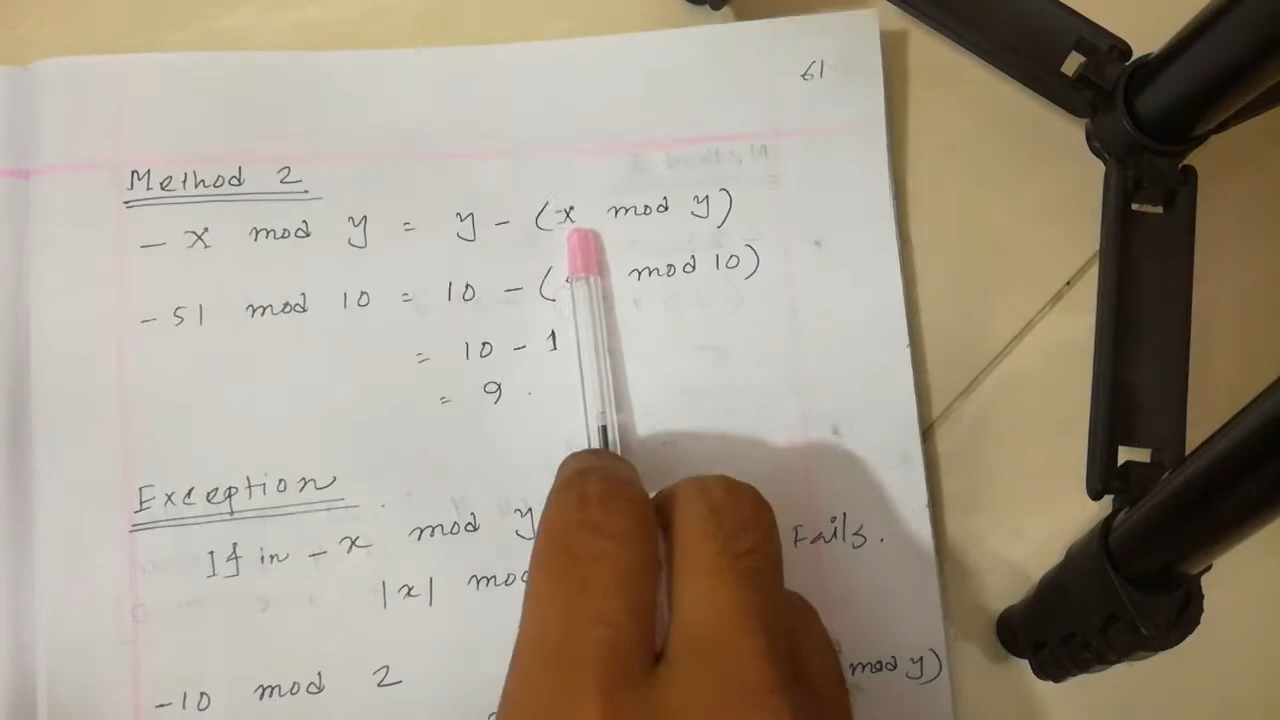 61
Method 2
- x mod y = y - (x mod y)
- 51 mod 10 = 10 - ( mod 10)
= 10 - 1
= 9.
Exception
If in - x mod y Fails.
|x| mod
-10 mod 2 mod y)